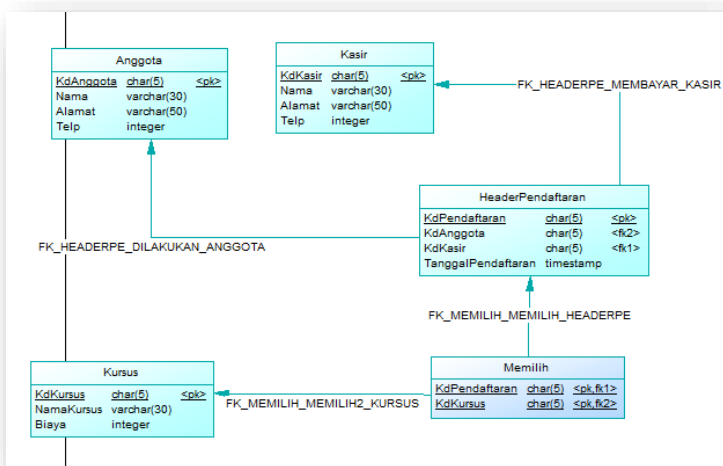 Anggota
KdAnggota char(5) <pk>
Nama varchar(30)
Alamat varchar(50)
Telp integer
Kasir
KdKasir char(5) <pk>
Nama varchar(30)
Alamat varchar(50)
Telp integer
FK_HEADERPE_MEMBAYAR_KASIR
HeaderPendaftaran
KdPendaftaran char(5) <pk>
KdAnggota char(5) <fk2>
KdKasir char(5) <fk1>
TanggalPendaftaran timestamp
FK_HEADERPE_DILAKUKAN_ANGGOTA
FK_MEMILIH_MEMILIH_HEADERPE
Kursus
KdKursus char(5) <pk>
NamaKursus varchar(30)
Biaya integer
FK_MEMILIH_MEMILIH2_KURSUS
Memilih
KdPendaftaran char(5) <pk,fk1>
KdKursus char(5) <pk,fk2>